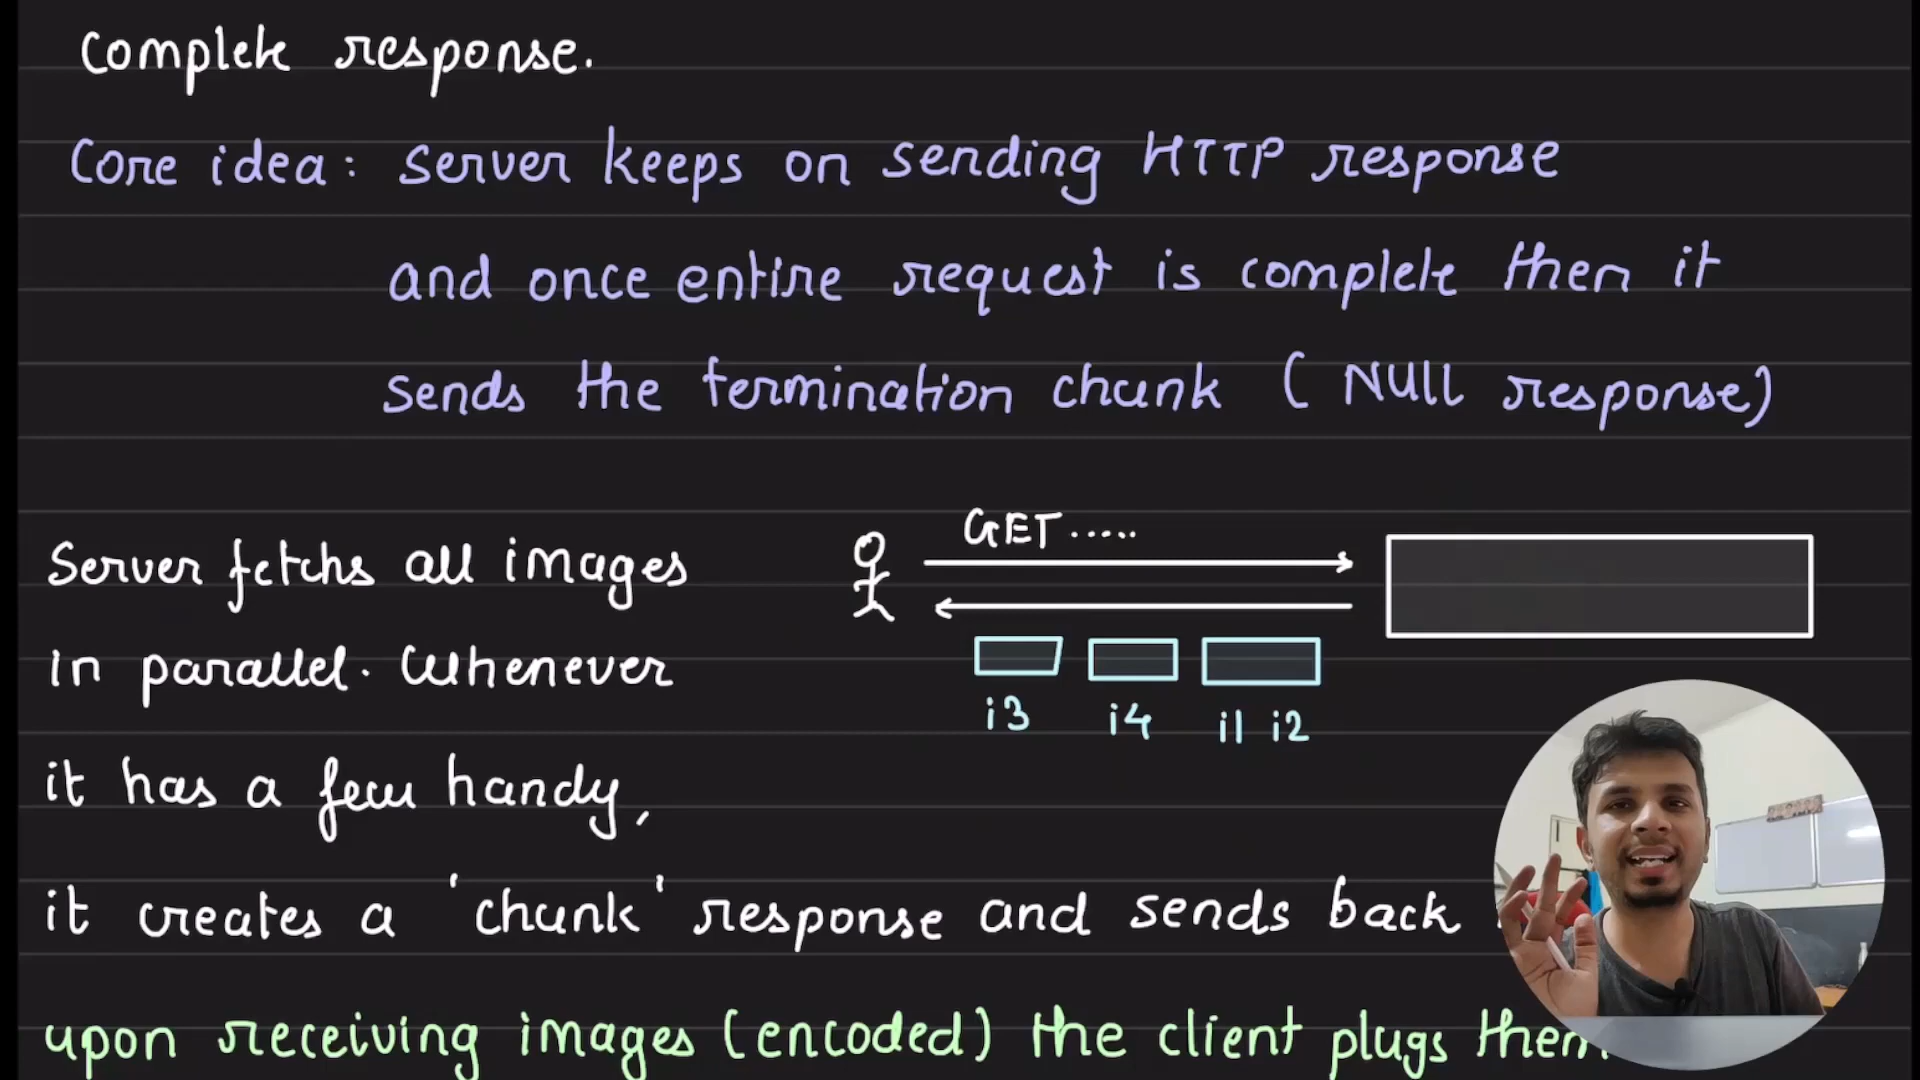 Complete response.
Core idea: server keeps on sending HTTP response
and once entire request is complete then it
sends the termination chunk ( NULL response)
GET.....
Server fetchs all images
in parallel. Whenever
i3 i4 i1 i2
it has a few handy,
it creates a 'chunk' response and sends back
upon receiving images (encoded) the client plugs them